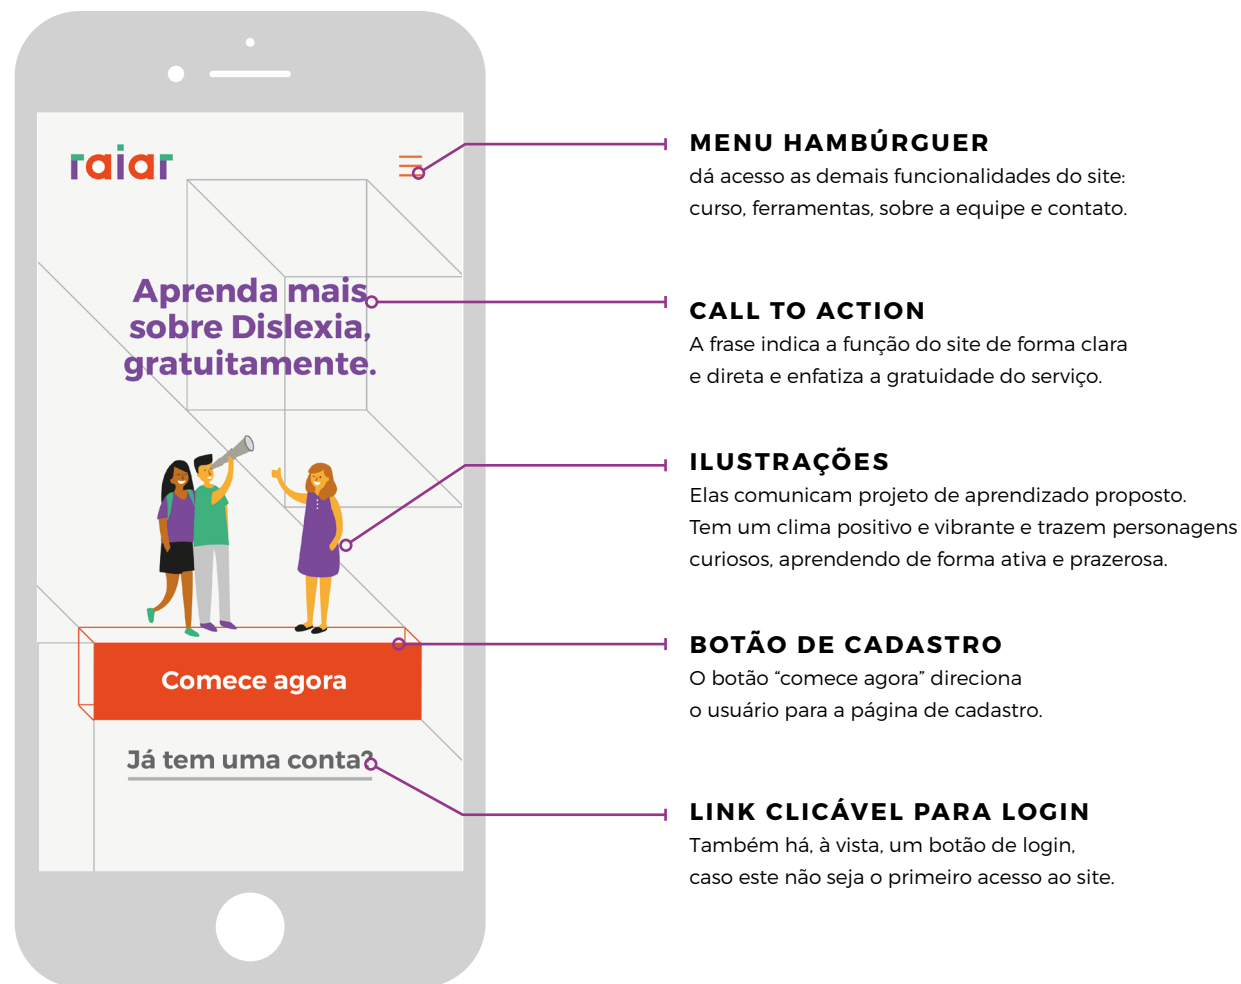 raiar
Aprenda mais
sobre Dislexia,
gratuitamente.
Comece agora
Já tem uma conta?
MENU HAMBÚRGUER
dá acesso as demais funcionalidades do site:
curso, ferramentas, sobre a equipe e contato.
CALL TO ACTION
A frase indica a função do site de forma clara
e direta e enfatiza a gratuidade do serviço.
ILUSTRAÇÕES
Elas comunicam projeto de aprendizado proposto.
Tem um clima positivo e vibrante e trazem personagens
curiosos, aprendendo de forma ativa e prazerosa.
BOTÃO DE CADASTRO
O botão “comece agora” direciona
o usuário para a página de cadastro.
LINK CLICÁVEL PARA LOGIN
Também há, à vista, um botão de login,
caso este não seja o primeiro acesso ao site.